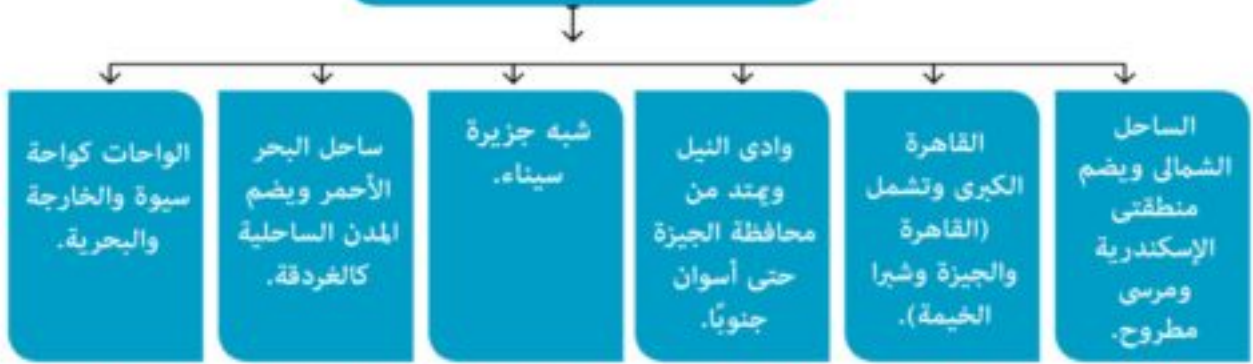 الساحل
الشمالى ويضم
منطقتى
الإسكندرية
ومرسى
مطروح.
القاهرة
الكبرى وتشمل
(القاهرة
والجيزة وشبرا
الخيمة).
وادى النيل
ويمتد من
محافظة الجيزة
حتى أسوان
جنوبًا.
شبه جزيرة
سيناء.
ساحل البحر
الأحمر ويضم
المدن الساحلية
كالغردقة.
الواحات كواحة
سيوة والخارجة
والبحرية.